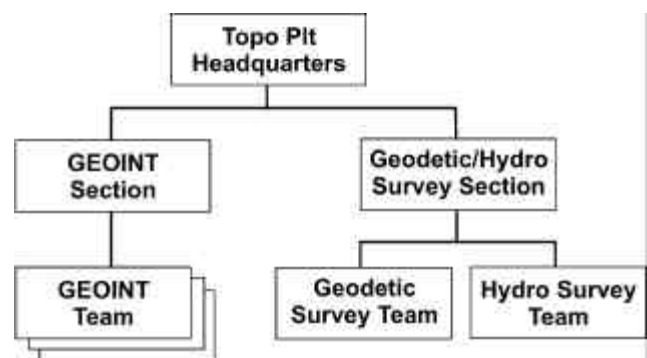 Topo Plt
Headquarters
GEOINT
Section
Geodetic/Hydro
Survey Section
GEOINT
Team
Geodetic
Survey Team
Hydro Survey
Team